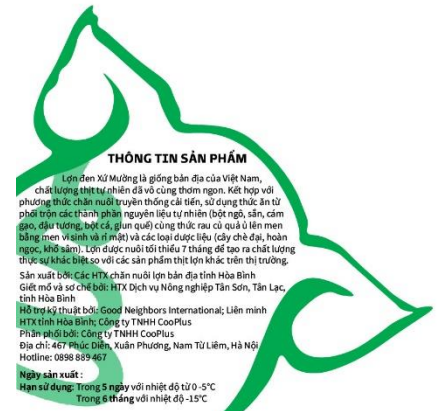 THÔNG TIN SẢN PHẨM
Lợn đen Xứ Mường là giống bản địa của Việt Nam,
chất lượng thịt tự nhiên đã vô cùng thơm ngon. Kết hợp với
phương thức chăn nuôi truyền thống cải tiến, sử dụng thức ăn từ
phối trộn các thành phần nguyên liệu tự nhiên (bột ngô, sắn, cám
gạo, đậu tương, bột cá, giun quế) cùng thức rau củ quả ủ lên men
bằng men vi sinh và rỉ mật) và các loại dược liệu (cây chè đại, hoàn
ngọc, khổ sâm). Lợn được nuôi tối thiểu 7 tháng để tạo ra chất lượng
thực sự khác biệt so với các sản phẩm thịt lợn khác trên thị trường.
Sản xuất bởi: Các HTX chăn nuôi lợn bản địa tỉnh Hòa Bình
Giết mổ và sơ chế bởi: HTX Dịch vụ Nông nghiệp Tân Sơn, Tân Lạc,
tỉnh Hòa Bình
Hỗ trợ kỹ thuật bởi: Good Neighbors International; Liên minh
HTX tỉnh Hòa Bình; Công ty TNHH CooPlus
Phân phối bởi: Công ty TNHH CooPlus
Địa chỉ: 467 Phúc Diễn, Xuân Phương, Nam Từ Liêm, Hà Nội
Hotline: 0898 889 467
Ngày sản xuất :
Hạn sử dụng: Trong 5 ngày với nhiệt độ từ 0 -5°C
Trong 6 tháng với nhiệt độ -15°C